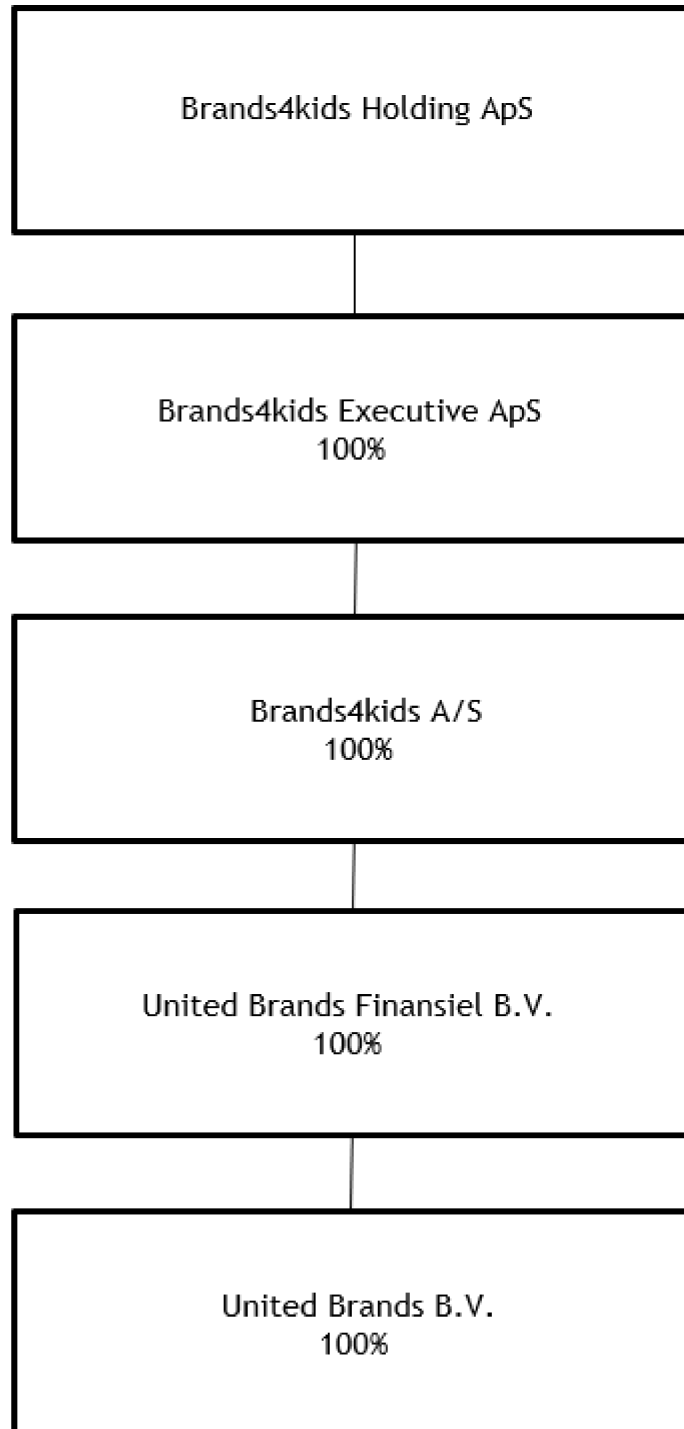 Brands4kids Holding ApS
Brands4kids Executive ApS
100%
Brands4kids A/S
100%
United Brands Finansiel B.V.
100%
United Brands B.V.
100%